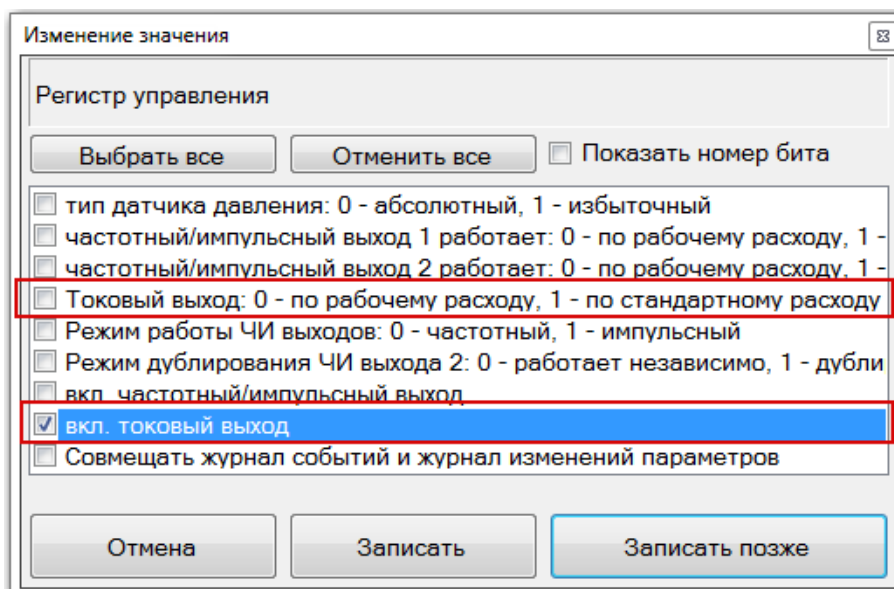 Изменение значения
Регистр управления
Выбрать все
Отменить все
Показать номер бита
тип датчика давления: 0 - абсолютный, 1 - избыточный
частотный/импульсный выход 1 работает: 0 - по рабочему расходу, 1 -
частотный/импульсный выход 2 работает: 0 - по рабочему расходу, 1 -
Токовый выход: 0 - по рабочему расходу, 1 - по стандартному расходу
Режим работы ЧИ выходов: 0 - частотный, 1 - импульсный
Режим дублирования ЧИ выхода 2: 0 - работает независимо, 1 - дубли
вкл. частотный/импульсный выход
вкл. токовый выход
Совмещать журнал событий и журнал изменений параметров
Отмена
Записать
Записать позже